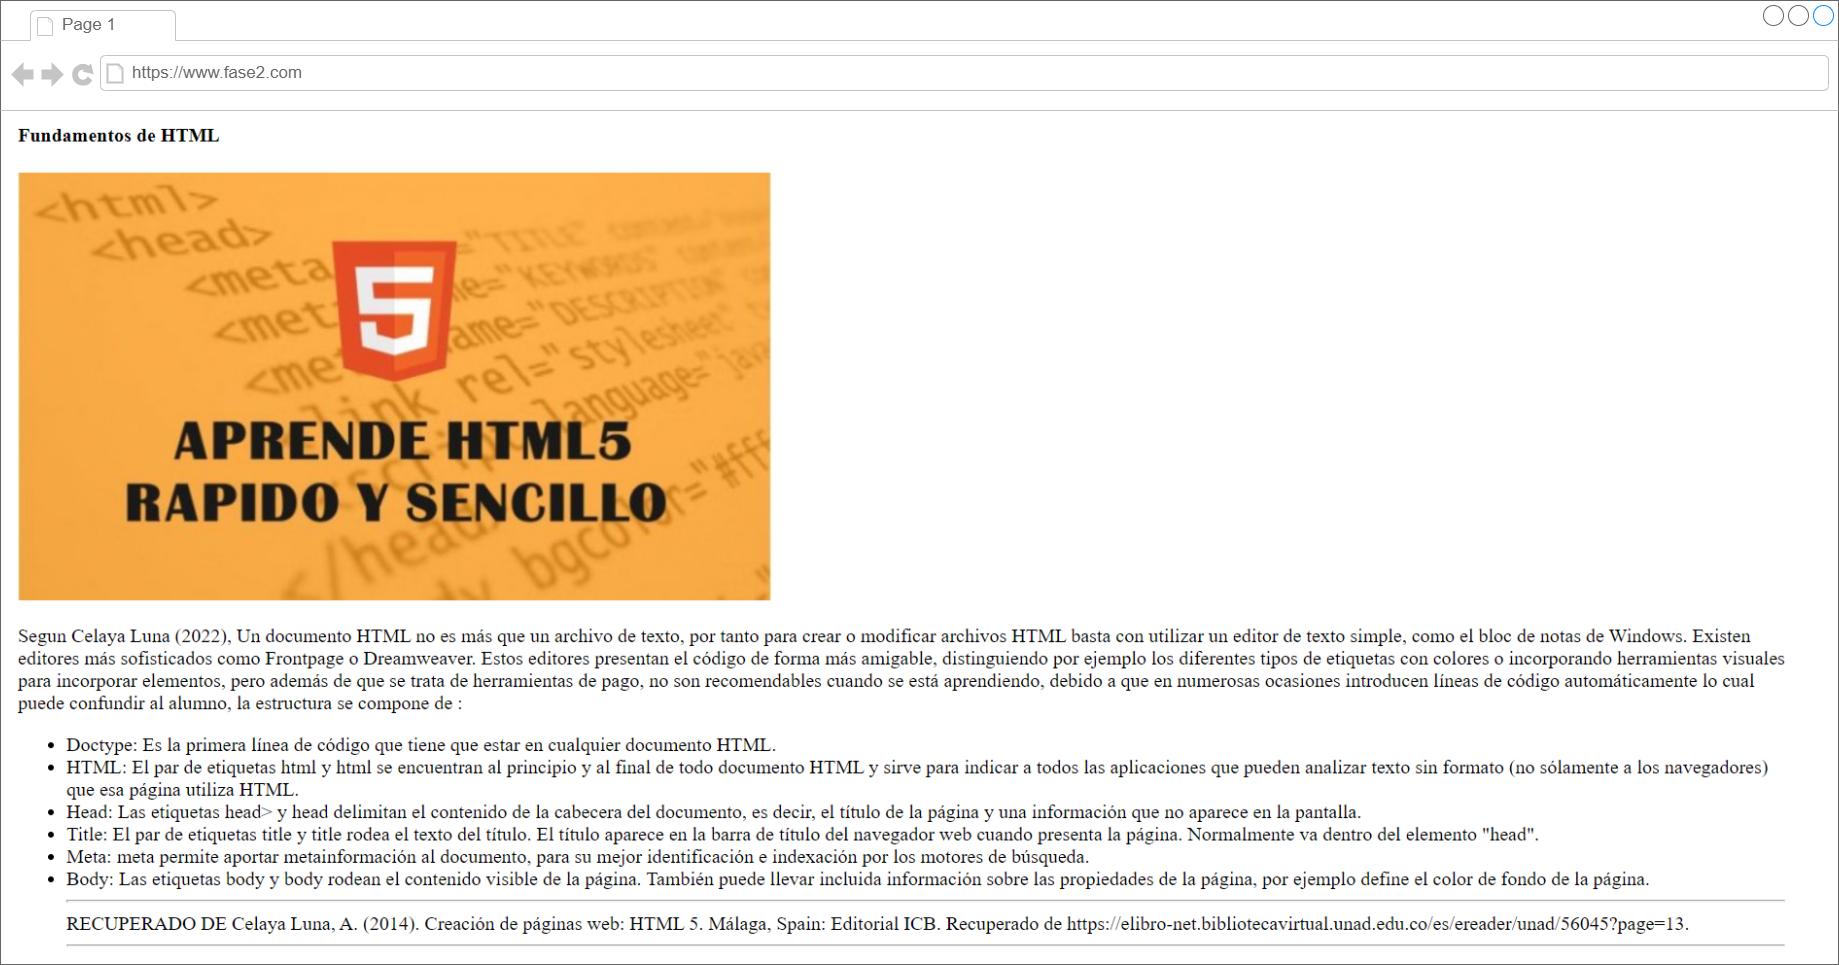 Page 1
https://www.fase2.com
Fundamentos de HTML
<html>
<head>
<meta ="TITLE" content=
<meta name="KEYWORDS"
<meta name="DESCRIPTION"
<me
link rel="stylesheet"
script language="java
5
APRENDE HTML5
RAPIDO Y SENCILLO
</head>
body bgcolor="#fff
Segun Celaya Luna (2022), Un documento HTML no es más que un archivo de texto, por tanto para crear o modificar archivos HTML basta con utilizar un editor de texto simple, como el bloc de notas de Windows. Existen
editores más sofisticados como Frontpage o Dreamweaver. Estos editores presentan el código de forma más amigable, distinguiendo por ejemplo los diferentes tipos de etiquetas con colores o incorporando herramientas visuales
para incorporar elementos, pero además de que se trata de herramientas de pago, no son recomendables cuando se está aprendiendo, debido a que en numerosas ocasiones introducen líneas de código automáticamente lo cual
puede confundir al alumno, la estructura se compone de :
• Doctype: Es la primera línea de código que tiene que estar en cualquier documento HTML.
• HTML: El par de etiquetas html y html se encuentran al principio y al final de todo documento HTML y sirve para indicar a todos las aplicaciones que pueden analizar texto sin formato (no sólamente a los navegadores)
que esa página utiliza HTML.
• Head: Las etiquetas head> y head delimitan el contenido de la cabecera del documento, es decir, el título de la página y una información que no aparece en la pantalla.
• Title: El par de etiquetas title y title rodea el texto del título. El título aparece en la barra de título del navegador web cuando presenta la página. Normalmente va dentro del elemento "head".
• Meta: meta permite aportar metainformación al documento, para su mejor identificación e indexación por los motores de búsqueda.
• Body: Las etiquetas body y body rodean el contenido visible de la página. También puede llevar incluida información sobre las propiedades de la página, por ejemplo define el color de fondo de la página.
RECUPERADO DE Celaya Luna, A. (2014). Creación de páginas web: HTML 5. Málaga, Spain: Editorial ICB. Recuperado de https://elibro-net.bibliotecavirtual.unad.edu.co/es/ereader/unad/56045?page=13.